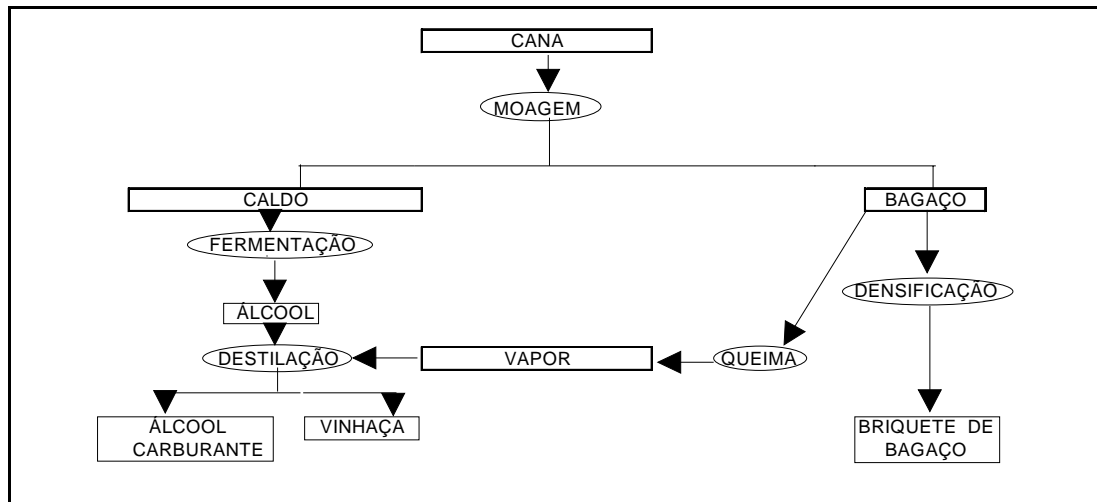 CANA
MOAGEM
CALDO
BAGAÇO
FERMENTAÇÃO
DENSIFICAÇÃO
ÁLCOOL
DESTILAÇÃO
VAPOR
QUEIMA
ÁLCOOL
CARBURANTE
VINHAÇA
BRIQUETE DE
BAGAÇO